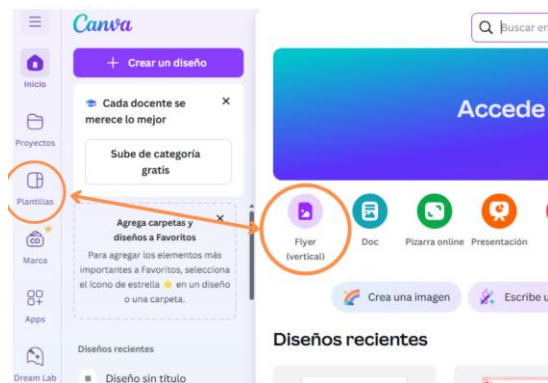 Canva
+ Crear un diseño
Inicio
Proyectos
Plantillas
Marca
Apps
Dream Lab
Cada docente se
merece lo mejor
Sube de categoría
gratis
Agrega carpetas y
diseños a Favoritos
Para agregar los elementos más
importantes a Favoritos, selecciona
el ícono de estrella ⭐ en un diseño
o una carpeta.
Diseños recientes
Diseño sin título
Buscar en
Accede
Flyer
(vertical)
Doc
Pizarra online
Presentación
Crea una imagen
Escribe u
Diseños recientes